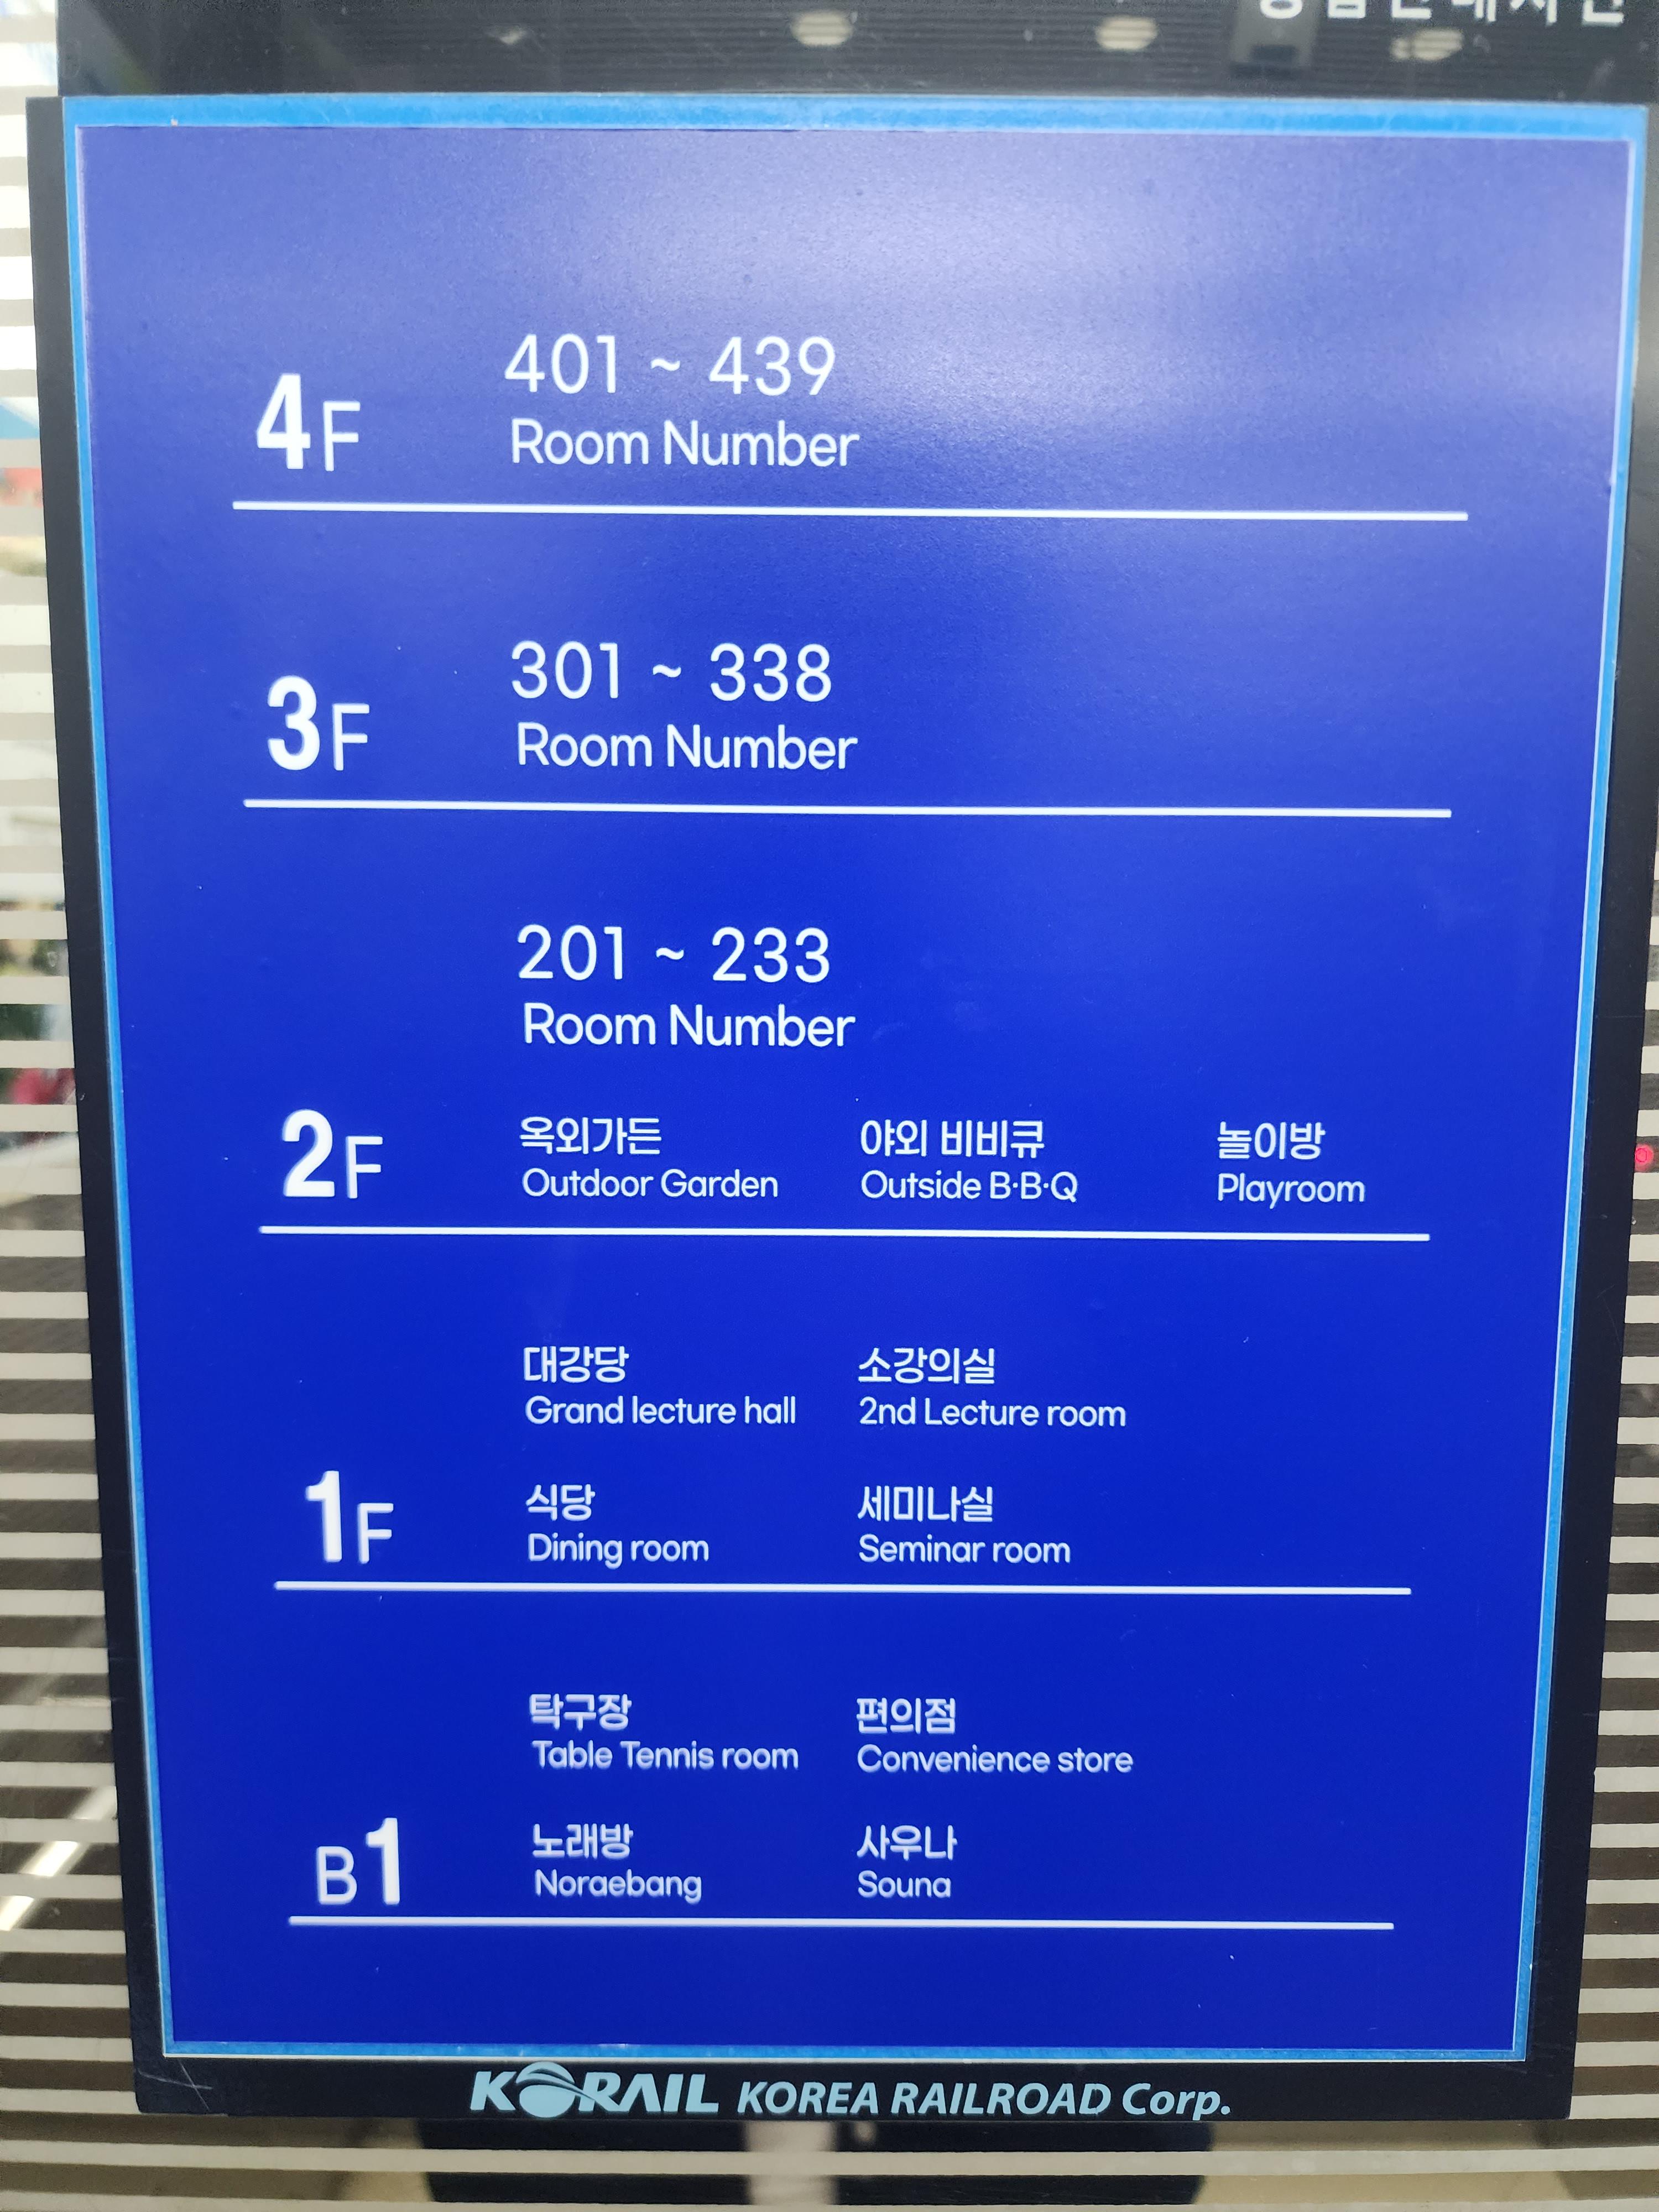 4F
401 ~ 439
Room Number
3F
301 ~ 338
Room Number
2F
201 ~ 233
Room Number
옥외가든 야외 비비큐 놀이방
Outdoor Garden Outside B·B·Q Playroom
1F
대강당 소강의실
Grand lecture hall 2nd Lecture room
식당 세미나실
Dining room Seminar room
B1
탁구장 편의점
Table Tennis room Convenience store
노래방 사우나
Noraebang Souna
KORAIL KOREA RAILROAD Corp.